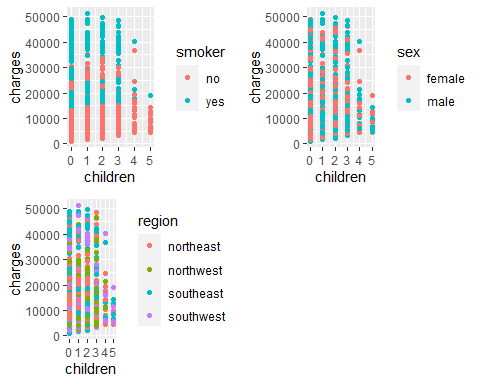 50000
40000
30000
20000
10000
0
charges
0 1 2 3 4 5
children
smoker
no
yes
50000
40000
30000
20000
10000
0
charges
0 1 2 3 4 5
children
sex
female
male
50000
40000
30000
20000
10000
0
charges
0 1 2 3 4 5
children
region
northeast
northwest
southeast
southwest